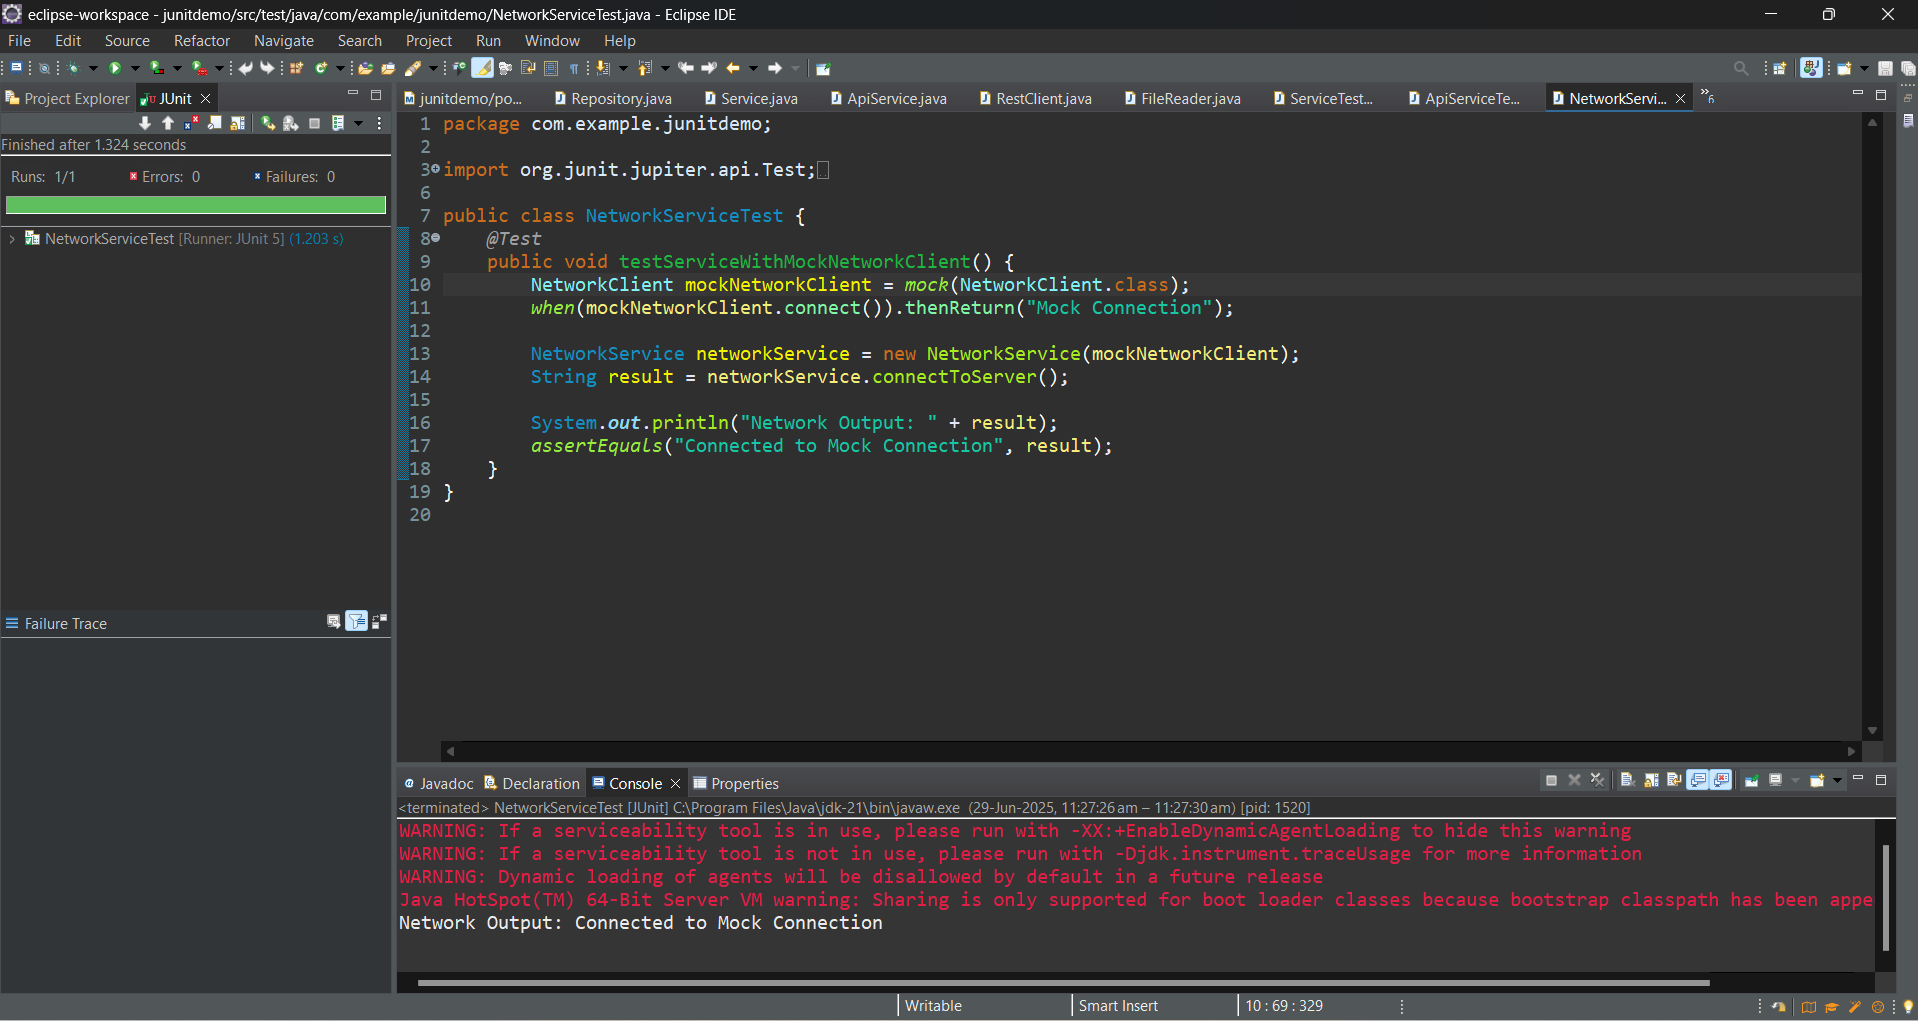 eclipse-workspace - junitdemo/src/test/java/com/example/junitdemo/NetworkServiceTest.java - Eclipse IDE
File Edit Source Refactor Navigate Search Project Run Window Help
Project Explorer JUnit
junitdemo/po... Repository.java Service.java ApiService.java RestClient.java FileReader.java ServiceTest... ApiServiceTe... NetworkServi... »6
Finished after 1.324 seconds
Runs: 1/1 Errors: 0 Failures: 0
NetworkServiceTest [Runner: JUnit 5] (1.203 s)
Failure Trace
1 package com.example.junitdemo;
2
3 import org.junit.jupiter.api.Test;
6
7 public class NetworkServiceTest {
8 @Test
9 public void testServiceWithMockNetworkClient() {
10 NetworkClient mockNetworkClient = mock(NetworkClient.class);
11 when(mockNetworkClient.connect()).thenReturn("Mock Connection");
12
13 NetworkService networkService = new NetworkService(mockNetworkClient);
14 String result = networkService.connectToServer();
15
16 System.out.println("Network Output: " + result);
17 assertEquals("Connected to Mock Connection", result);
18 }
19 }
20
Javadoc Declaration Console Properties
<terminated> NetworkServiceTest [JUnit] C:\Program Files\Java\jdk-21\bin\javaw.exe (29-Jun-2025, 11:27:26 am – 11:27:30 am) [pid: 1520]
WARNING: If a serviceability tool is in use, please run with -XX:+EnableDynamicAgentLoading to hide this warning
WARNING: If a serviceability tool is not in use, please run with -Djdk.instrument.traceUsage for more information
WARNING: Dynamic loading of agents will be disallowed by default in a future release
Java HotSpot(TM) 64-Bit Server VM warning: Sharing is only supported for boot loader classes because bootstrap classpath has been appe
Network Output: Connected to Mock Connection
Writable Smart Insert 10 : 69 : 329